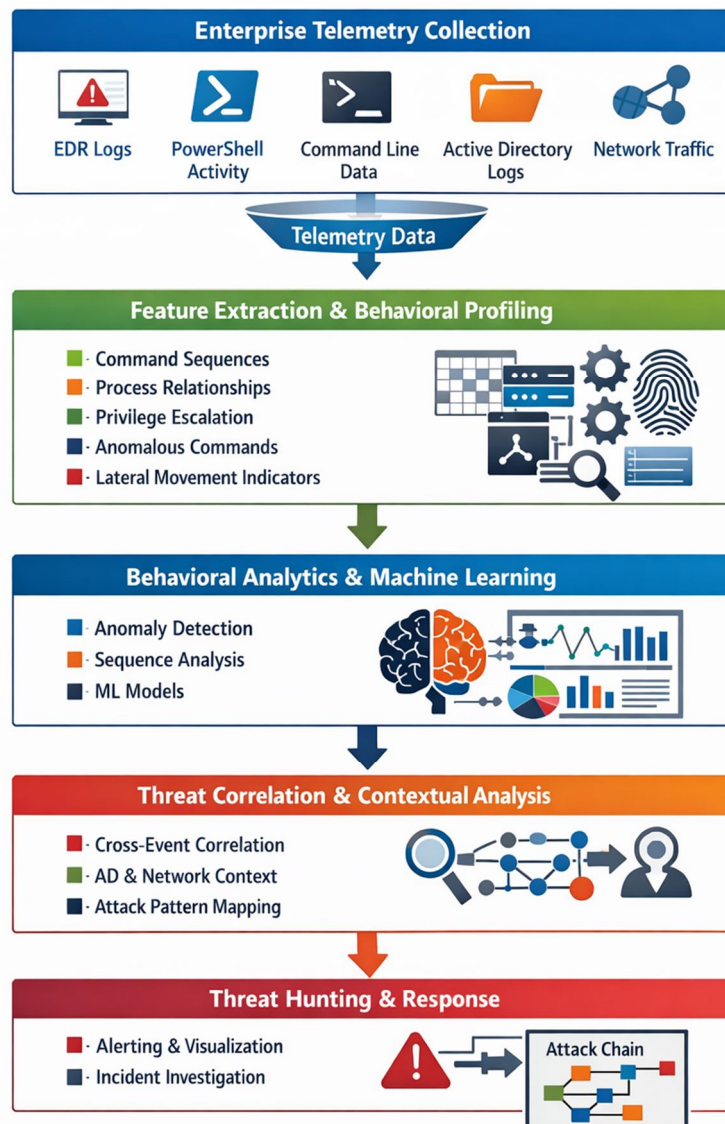 Enterprise Telemetry Collection
EDR Logs
PowerShell
Activity
Command Line
Data
Active Directory
Logs
Network Traffic
Telemetry Data
Feature Extraction & Behavioral Profiling
- Command Sequences
- Process Relationships
- Privilege Escalation
- Anomalous Commands
- Lateral Movement Indicators
Behavioral Analytics & Machine Learning
- Anomaly Detection
- Sequence Analysis
- ML Models
Threat Correlation & Contextual Analysis
- Cross-Event Correlation
- AD & Network Context
- Attack Pattern Mapping
Threat Hunting & Response
- Alerting & Visualization
- Incident Investigation
Attack Chain